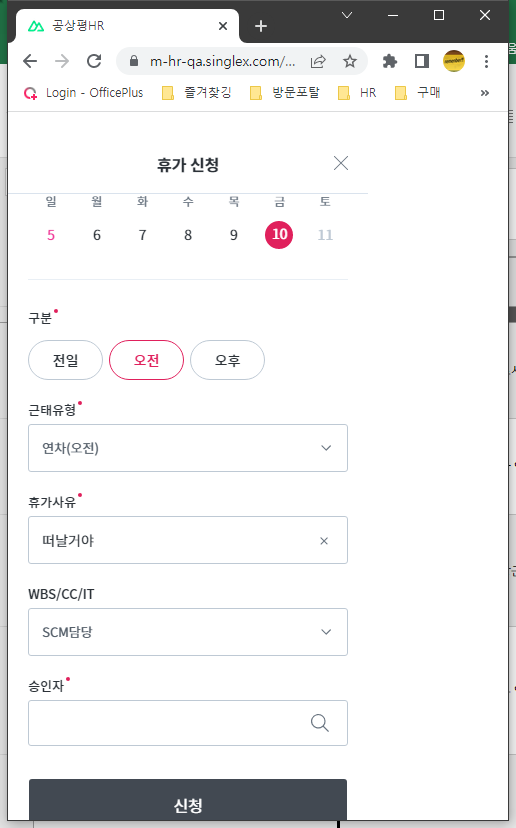 공상평HR
m-hr-qa.singlex.com/...
Login - OfficePlus 즐겨찾깅 방문포탈 HR 구매
휴가 신청
일 월 화 수 목 금 토
5 6 7 8 9 10 11
구분
전일 오전 오후
근태유형
연차(오전)
휴가사유
떠날거야
WBS/CC/IT
SCM담당
승인자
신청